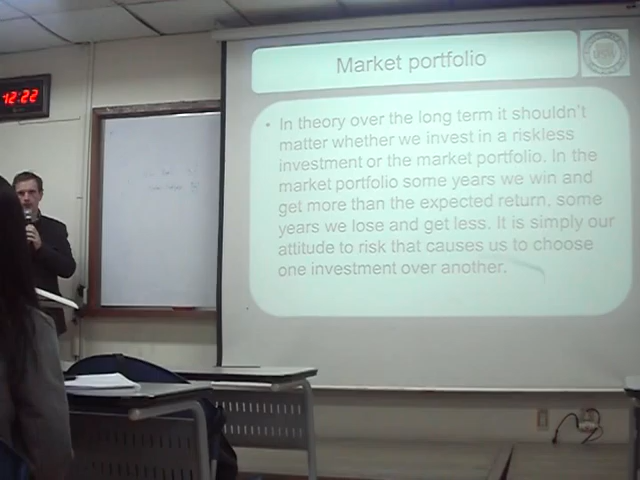 12:22
Market portfolio
• In theory over the long term it shouldn't
matter whether we invest in a riskless
investment or the market portfolio. In the
market portfolio some years we win and
get more than the expected return, some
years we lose and get less. It is simply our
attitude to risk that causes us to choose
one investment over another.